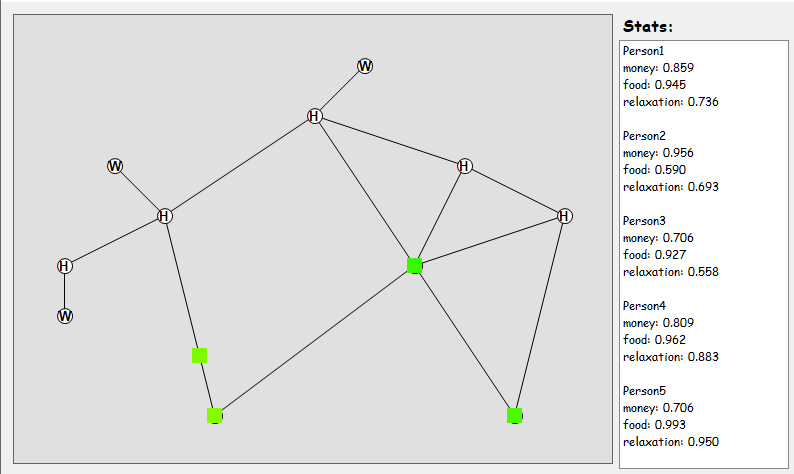 Stats:
W
H
W
H
H
H
H
W
Person1
money: 0.859
food: 0.945
relaxation: 0.736
Person2
money: 0.956
food: 0.590
relaxation: 0.693
Person3
money: 0.706
food: 0.927
relaxation: 0.558
Person4
money: 0.809
food: 0.962
relaxation: 0.883
Person5
money: 0.706
food: 0.993
relaxation: 0.950